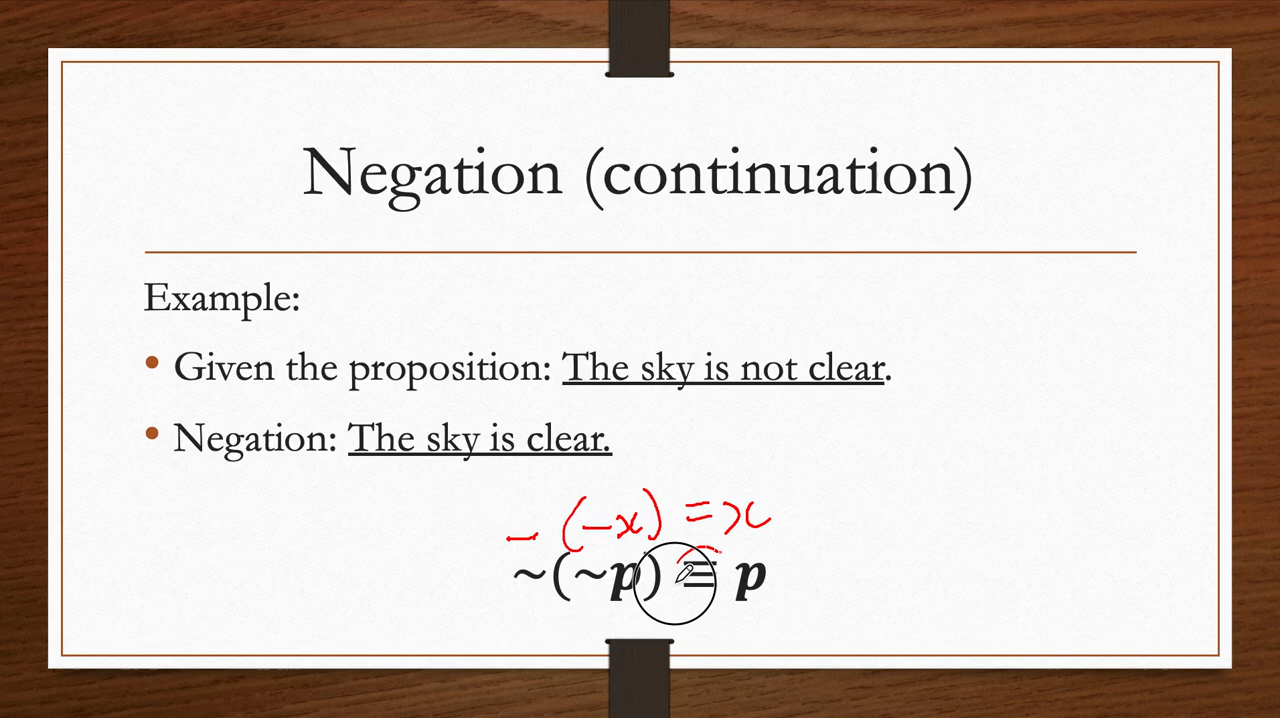 Negation (continuation)
Example:
• Given the proposition: The sky is not clear.
• Negation: The sky is clear.
– (–x) = x
~(~p) ≡ p